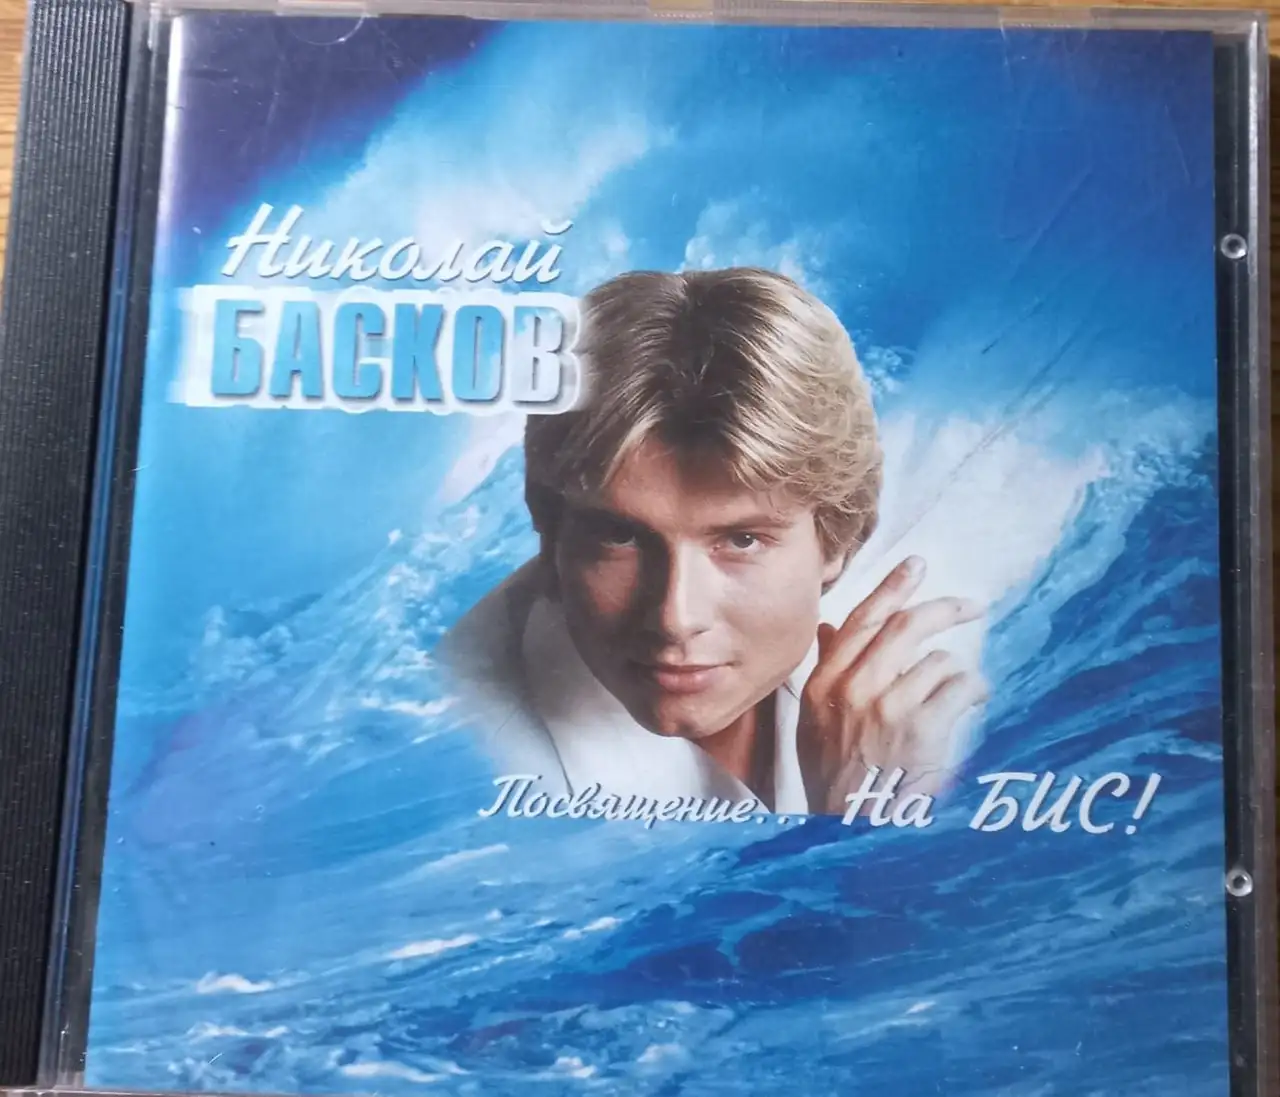 Николай
БАСКОВ
Посвящение... На БИС!